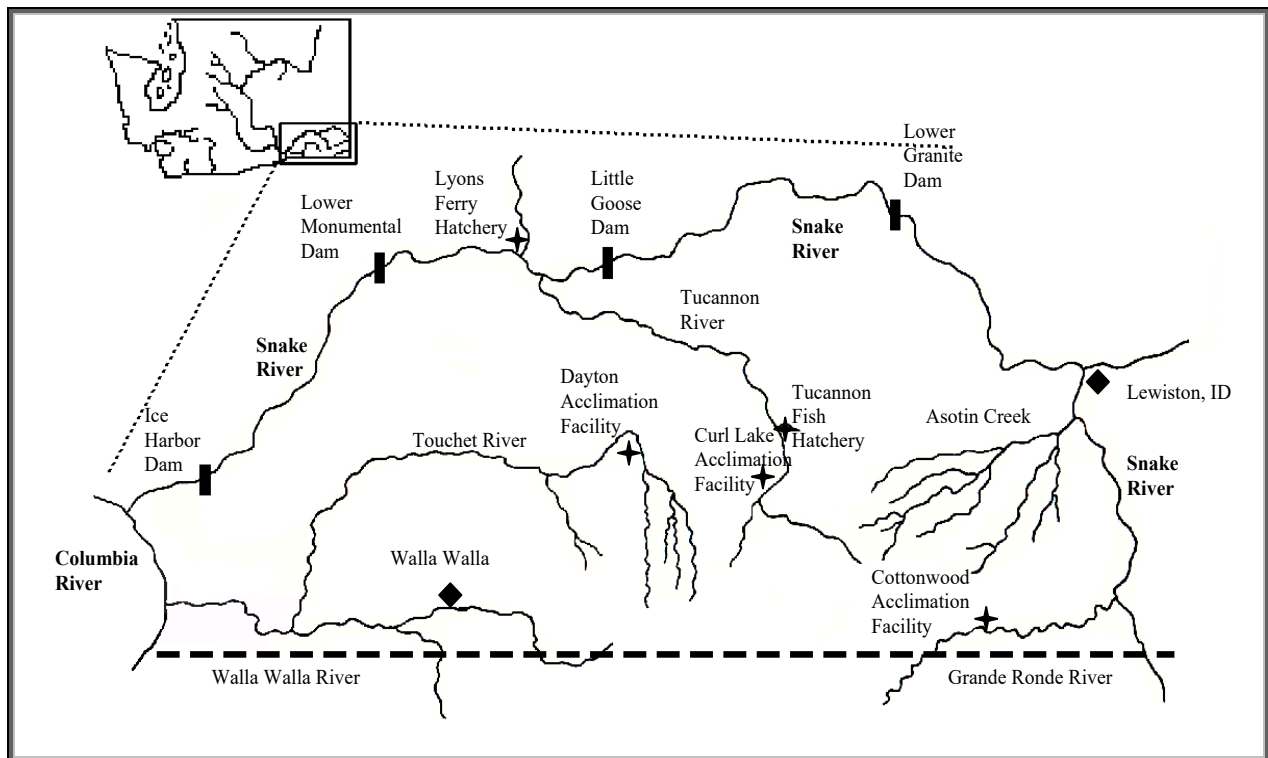 Lower
Granite
Dam
Lyons
Ferry
Hatchery
Little
Goose
Dam
Lower
Monumental
Dam
Snake
River
Tucannon
River
Snake
River
Dayton
Acclimation
Facility
Tucannon
Fish
Hatchery
Lewiston, ID
Ice
Harbor
Dam
Touchet River
Curl Lake
Acclimation
Facility
Asotin Creek
Snake
River
Columbia
River
Walla Walla
Cottonwood
Acclimation
Facility
Walla Walla River
Grande Ronde River